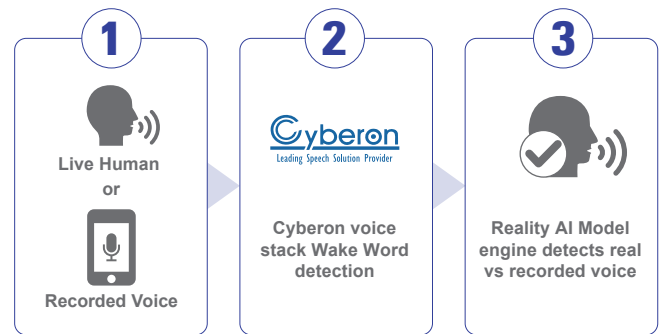 1
Live Human
or
Recorded Voice
2
Cyberon
Leading Speech Solution Provider
Cyberon voice
stack Wake Word
detection
3
Reality AI Model
engine detects real
vs recorded voice